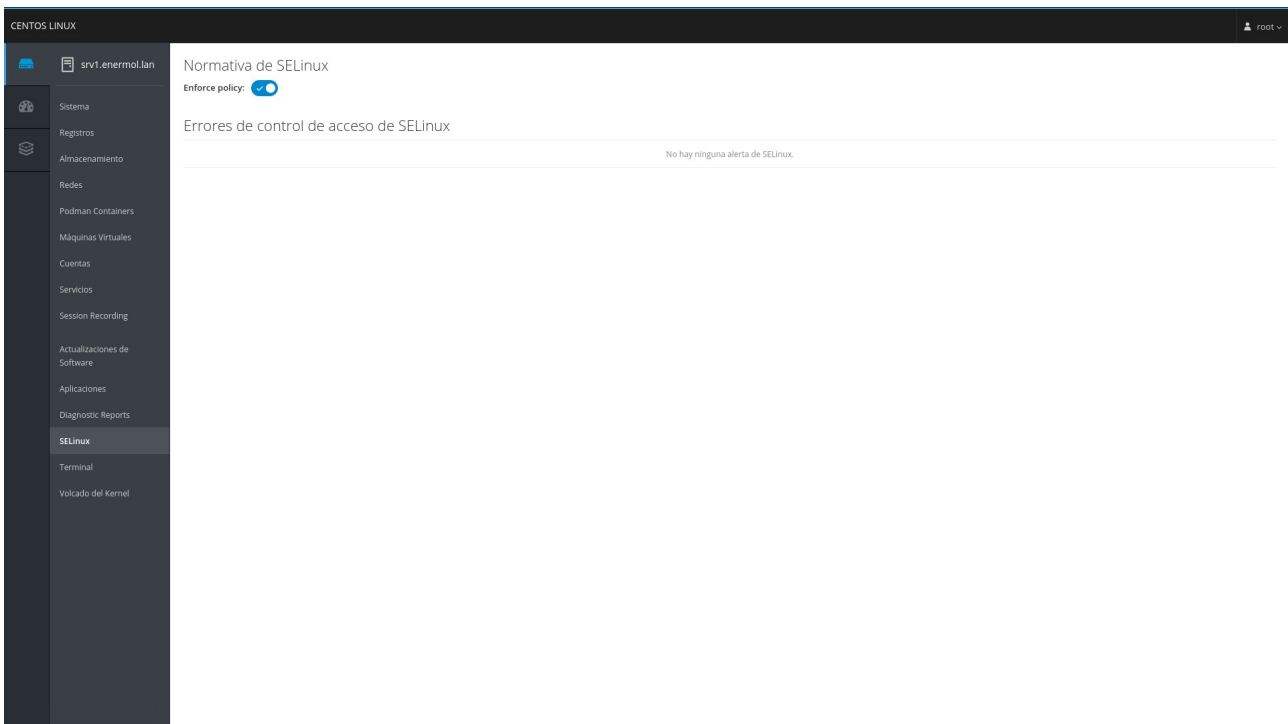 CENTOS LINUX
root
srv1.enermol.lan
Sistema
Registros
Almacenamiento
Redes
Podman Containers
Máquinas Virtuales
Cuentas
Servicios
Session Recording
Actualizaciones de
Software
Aplicaciones
Diagnostic Reports
SELinux
Terminal
Volcado del Kernel
Normativa de SELinux
Enforce policy:
Errores de control de acceso de SELinux
No hay ninguna alerta de SELinux.